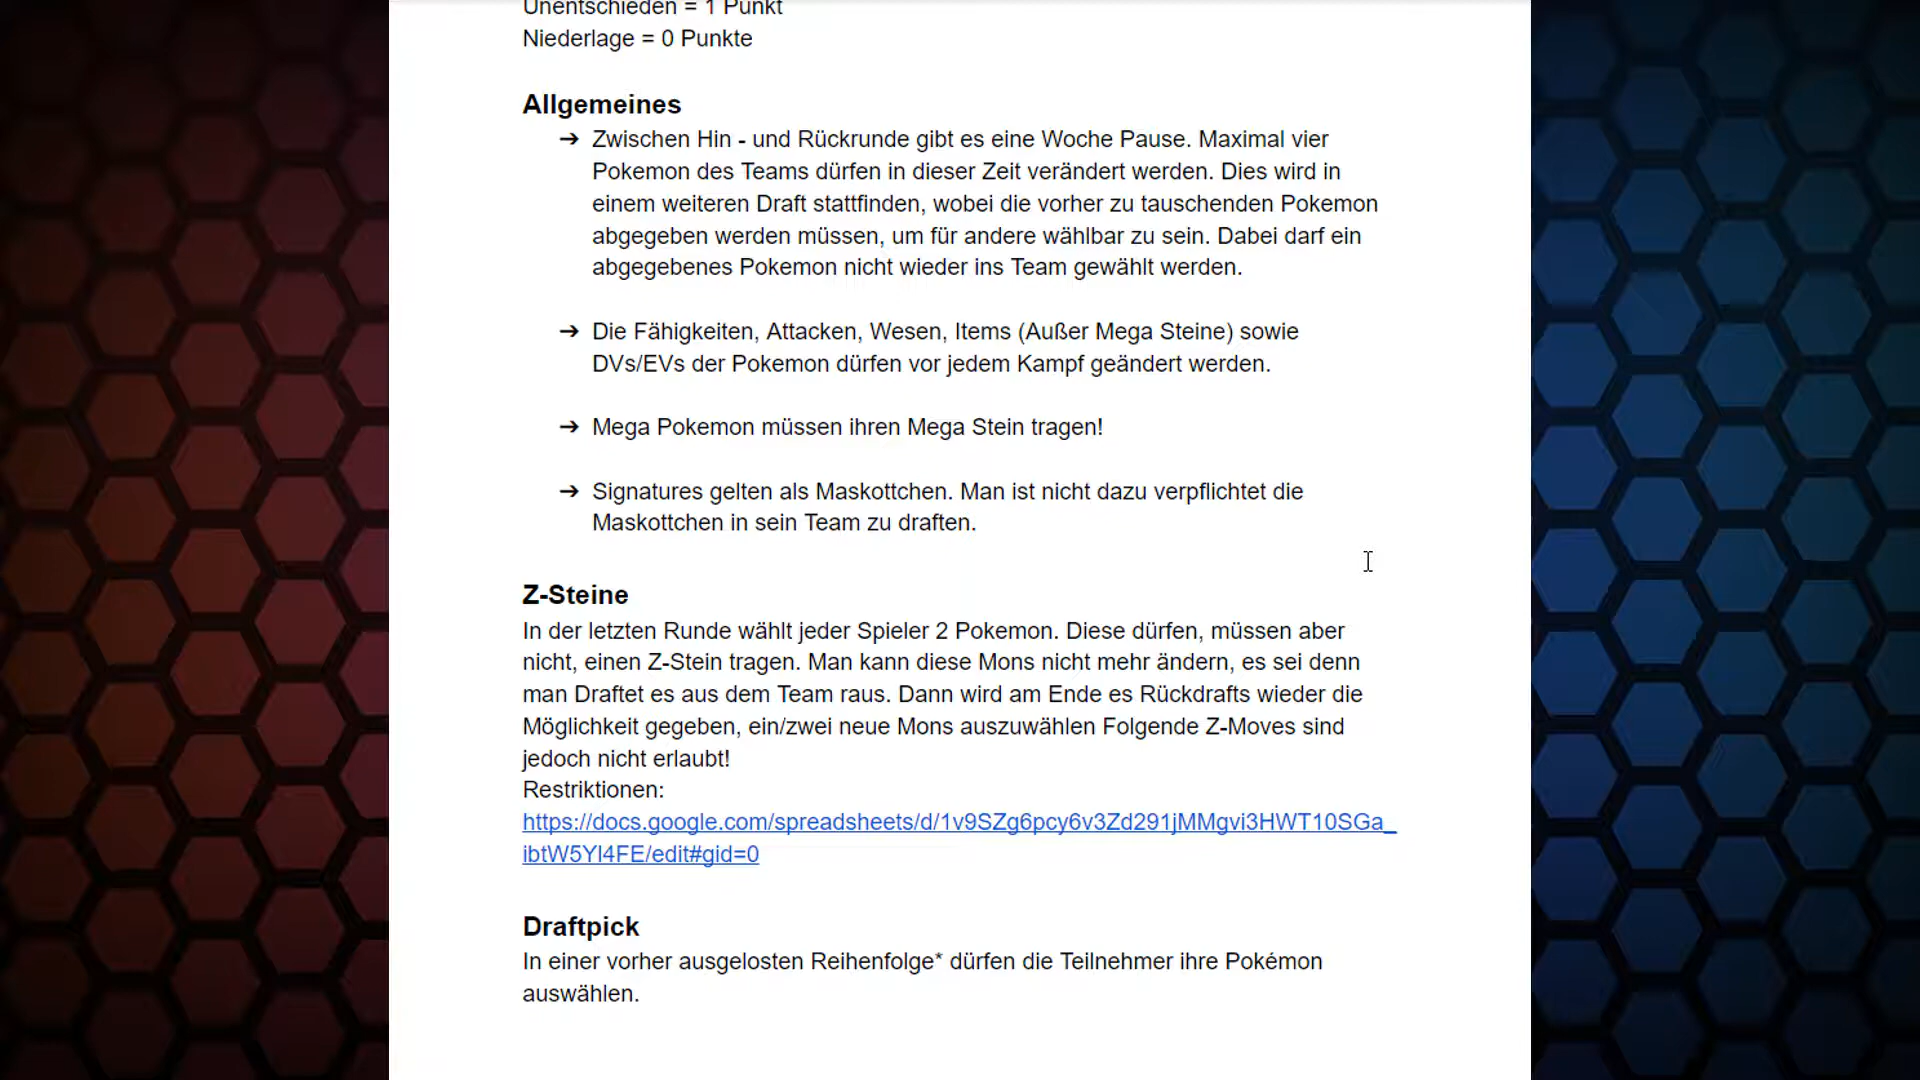 Unentschieden = 1 Punkt
Niederlage = 0 Punkte
Allgemeines
➔ Zwischen Hin - und Rückrunde gibt es eine Woche Pause. Maximal vier
Pokemon des Teams dürfen in dieser Zeit verändert werden. Dies wird in
einem weiteren Draft stattfinden, wobei die vorher zu tauschenden Pokemon
abgegeben werden müssen, um für andere wählbar zu sein. Dabei darf ein
abgegebenes Pokemon nicht wieder ins Team gewählt werden.
➔ Die Fähigkeiten, Attacken, Wesen, Items (Außer Mega Steine) sowie
DVs/EVs der Pokemon dürfen vor jedem Kampf geändert werden.
➔ Mega Pokemon müssen ihren Mega Stein tragen!
➔ Signatures gelten als Maskottchen. Man ist nicht dazu verpflichtet die
Maskottchen in sein Team zu draften.
Z-Steine
In der letzten Runde wählt jeder Spieler 2 Pokemon. Diese dürfen, müssen aber
nicht, einen Z-Stein tragen. Man kann diese Mons nicht mehr ändern, es sei denn
man Draftet es aus dem Team raus. Dann wird am Ende es Rückdrafts wieder die
Möglichkeit gegeben, ein/zwei neue Mons auszuwählen Folgende Z-Moves sind
jedoch nicht erlaubt!
Restriktionen:
https://docs.google.com/spreadsheets/d/1v9SZg6pcy6v3Zd291jMMgvi3HWT10SGa_
ibtW5Yl4FE/edit#gid=0
Draftpick
In einer vorher ausgelosten Reihenfolge* dürfen die Teilnehmer ihre Pokémon
auswählen.